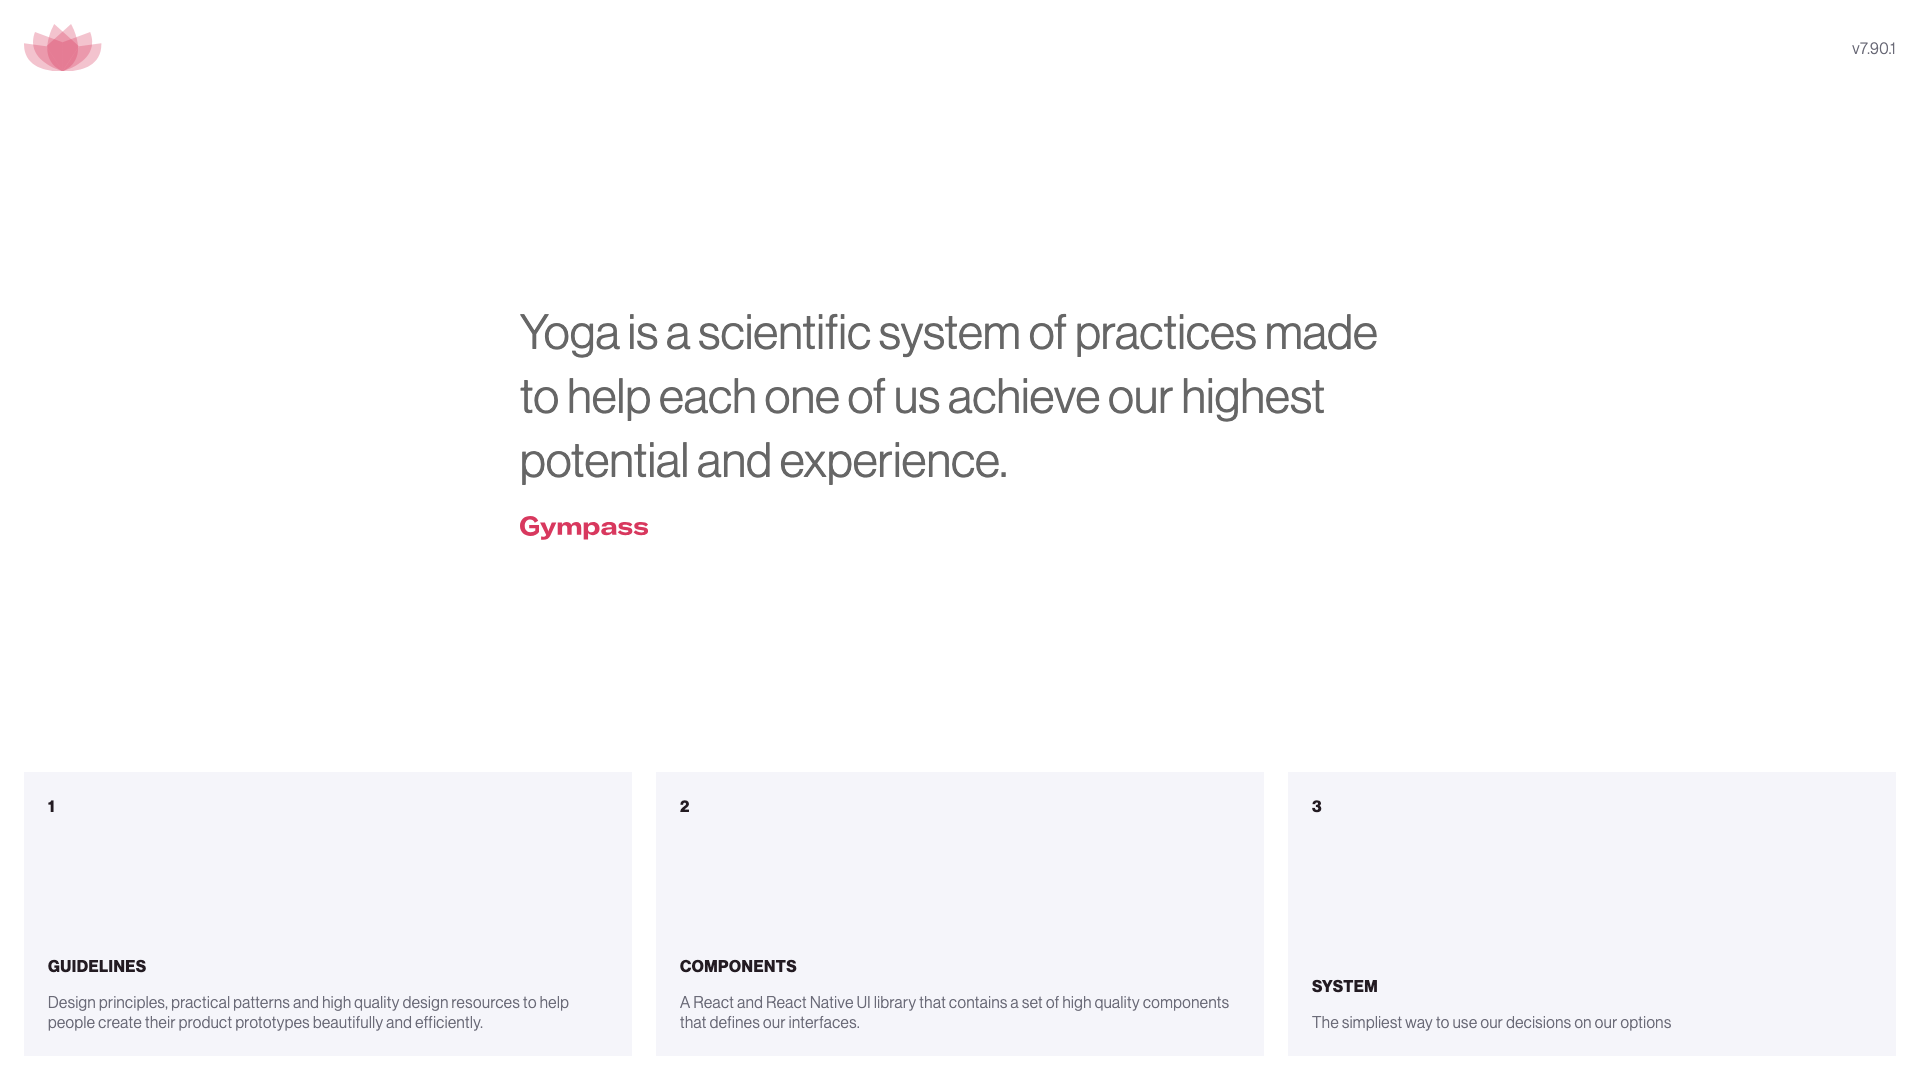 v7.90.1
Yoga is a scientific system of practices made
to help each one of us achieve our highest
potential and experience.
Gympass
1
GUIDELINES
Design principles, practical patterns and high quality design resources to help
people create their product prototypes beautifully and efficiently.
2
COMPONENTS
A React and React Native UI library that contains a set of high quality components
that defines our interfaces.
3
SYSTEM
The simpliest way to use our decisions on our options